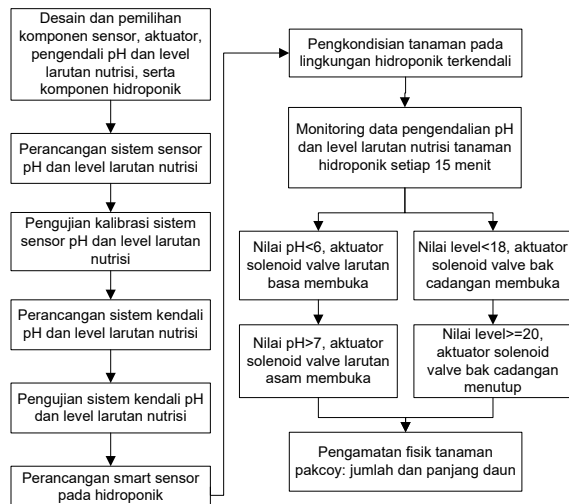 Desain dan pemilihan
komponen sensor, aktuator,
pengendali pH dan level
larutan nutrisi, serta
komponen hidroponik
Perancangan sistem sensor
pH dan level larutan nutrisi
Pengujian kalibrasi sistem
sensor pH dan level larutan
nutrisi
Perancangan sistem kendali
pH dan level larutan nutrisi
Pengujian sistem kendali pH
dan level larutan nutrisi
Perancangan smart sensor
pada hidroponik
Pengkondisian tanaman pada
lingkungan hidroponik terkendali
Monitoring data pengendalian pH
dan level larutan nutrisi tanaman
hidroponik setiap 15 menit
Nilai pH<6, aktuator
solenoid valve larutan
basa membuka
Nilai pH>7, aktuator
solenoid valve larutan
asam membuka
Nilai level<18, aktuator
solenoid valve bak
cadangan membuka
Nilai level>=20,
aktuator solenoid
valve bak cadangan
menutup
Pengamatan fisik tanaman
pakcoy: jumlah dan panjang daun